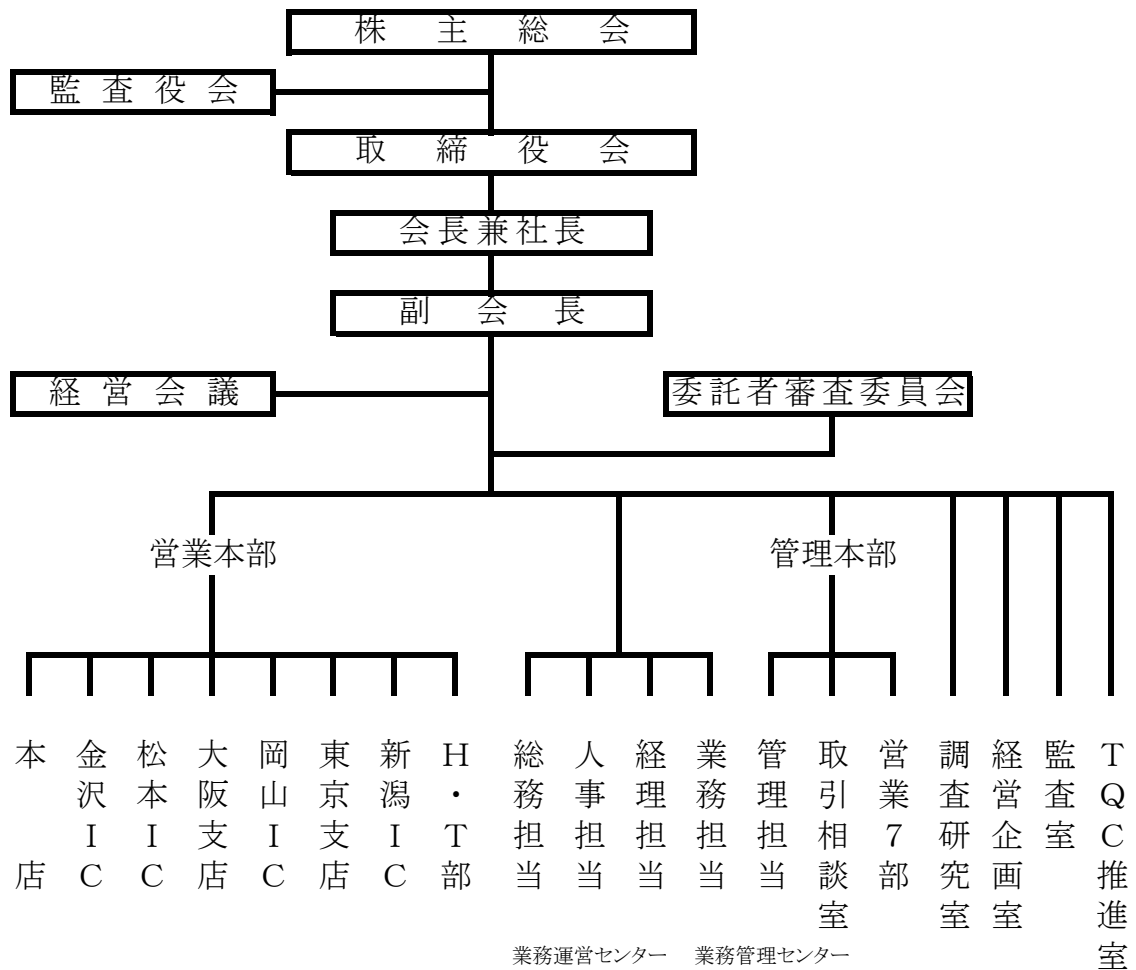 株主総会
監査役会
取締役会
会長兼社長
副会長
経営会議
委託者審査委員会
営業本部
管理本部
本店
金沢IC
松本IC
大阪支店
岡山IC
東京支店
新潟IC
H・T部
総務担当
人事担当
経理担当
業務担当
管理担当
取引相談室
営業7部
調査研究室
経営企画室
監査室
TQC推進室
業務運営センター
業務管理センター